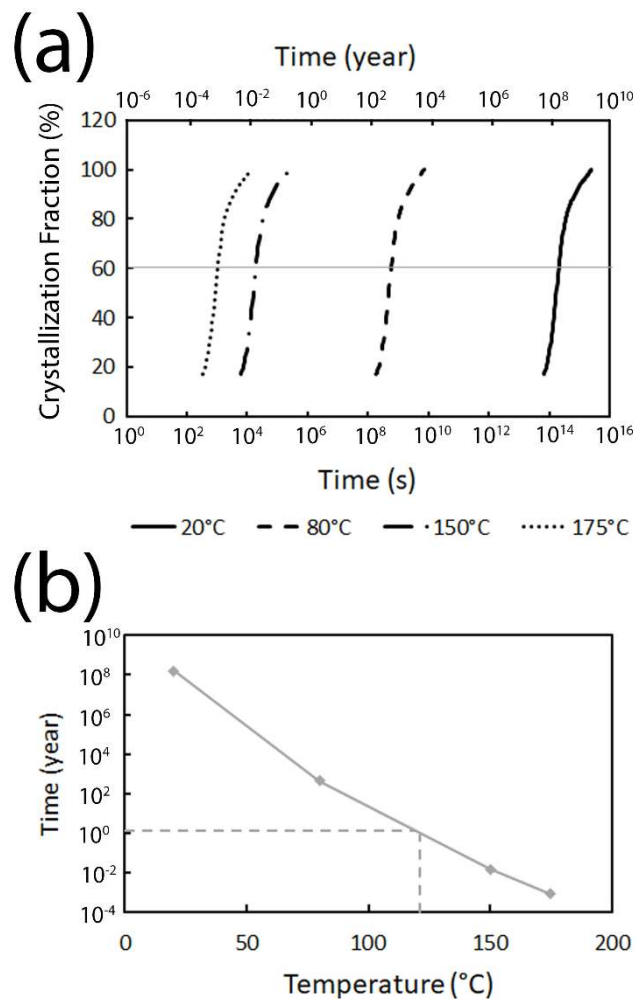 (a)
Time (year)
10⁻⁶ 10⁻⁴ 10⁻² 10⁰ 10² 10⁴ 10⁶ 10⁸ 10¹⁰
Crystallization Fraction (%)
120
100
80
60
40
20
0
10⁰ 10² 10⁴ 10⁶ 10⁸ 10¹⁰ 10¹² 10¹⁴ 10¹⁶
Time (s)
20°C 80°C 150°C 175°C
(b)
Time (year)
10¹⁰
10⁸
10⁶
10⁴
10²
10⁰
10⁻²
10⁻⁴
0 50 100 150 200
Temperature (°C)